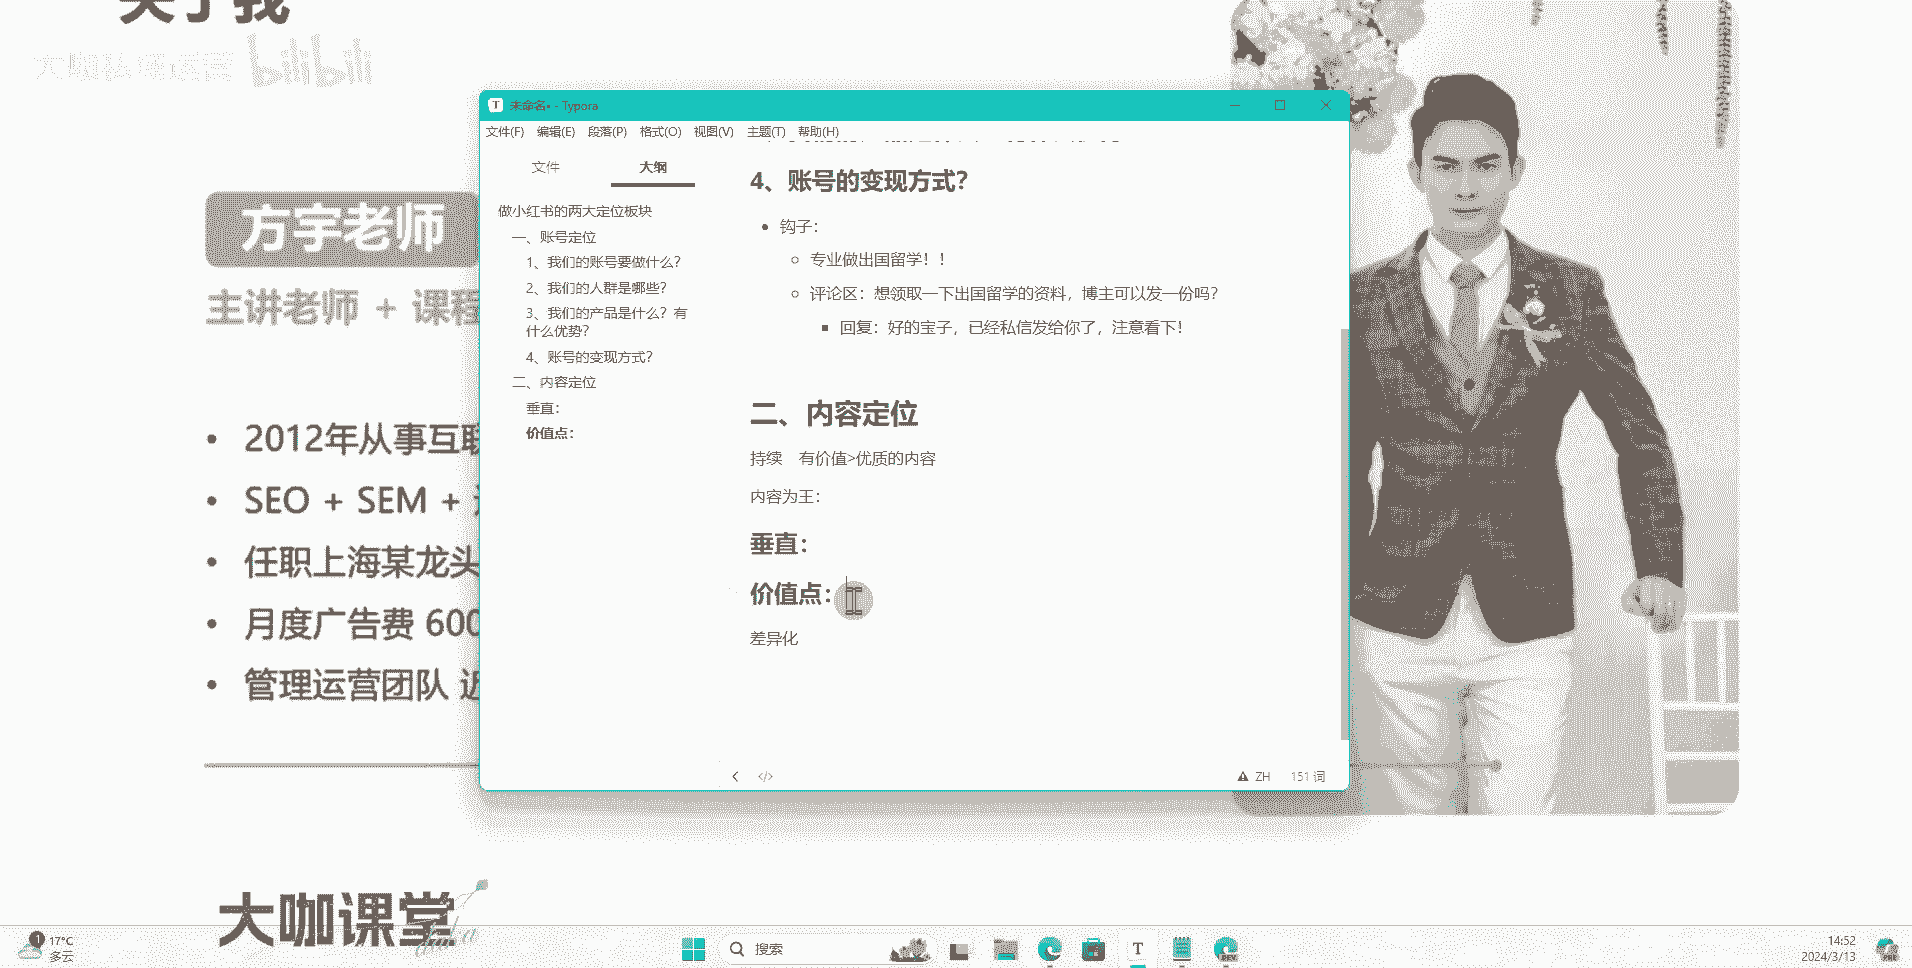 关于我
大咖私域运营 bilibili
方宇老师
主讲老师 + 课程
2012年从事互联
SEO + SEM +
任职上海某龙头
月度广告费 600
管理运营团队 近
大咖课堂
未命名• - Typora
文件(F) 编辑(E) 段落(P) 格式(O) 视图(V) 主题(T) 帮助(H)
文件 大纲
做小红书的两大定位板块
一、账号定位
1、我们的账号要做什么？
2、我们的人群是哪些？
3、我们的产品是什么？有
什么优势？
4、账号的变现方式？
二、内容定位
垂直：
价值点：
4、账号的变现方式？
钩子：
专业做出国留学！！
评论区：想领取一下出国留学的资料，博主可以发一份吗？
回复：好的宝子，已经私信发给你了，注意看下！
二、内容定位
持续 有价值>优质的内容
内容为王：
垂直：
价值点：
差异化
</> ZH 151 词
1
17°C
多云
搜索
T
DEV
14:52
2024/3/13
PRE